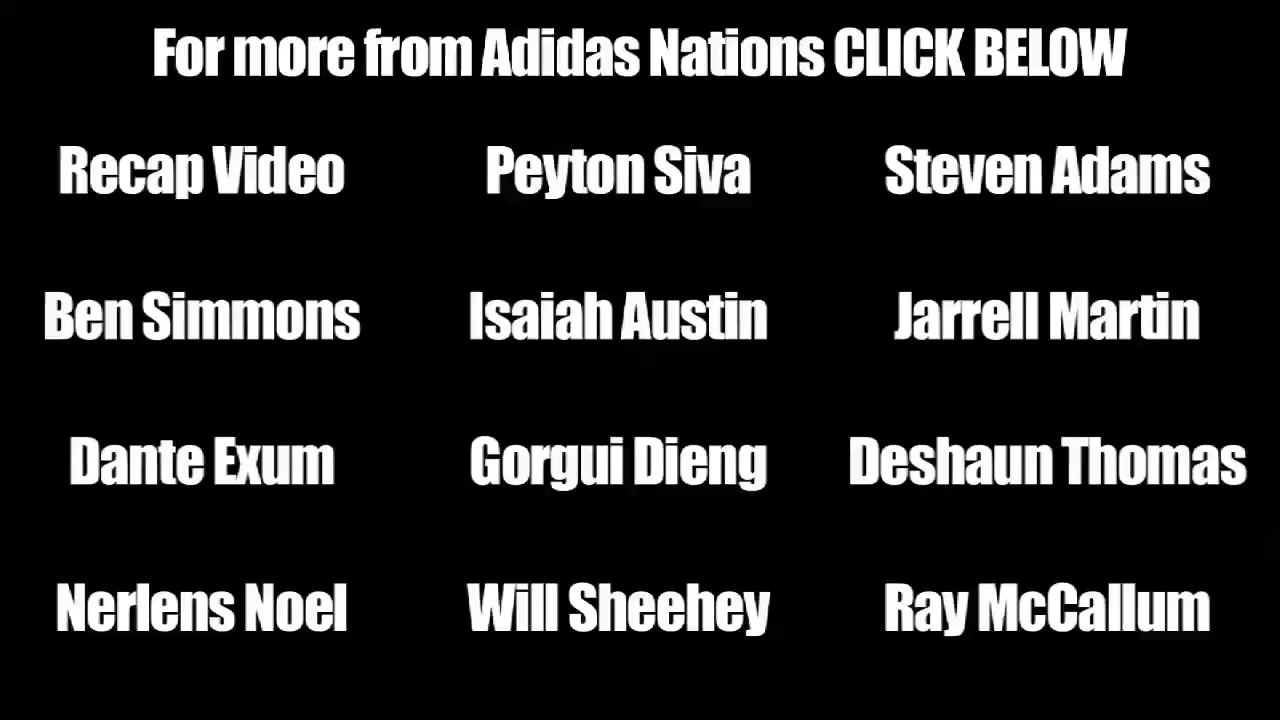 For more from Adidas Nations CLICK BELOW
Recap Video Peyton Siva Steven Adams
Ben Simmons Isaiah Austin Jarrell Martin
Dante Exum Gorgui Dieng Deshaun Thomas
Nerlens Noel Will Sheehey Ray McCallum